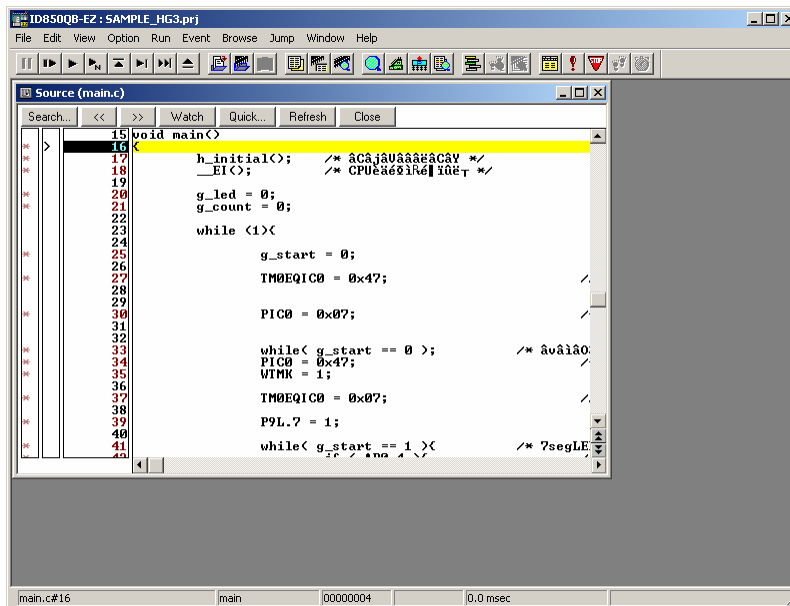 ID850QB-EZ : SAMPLE_HG3.prj
File Edit View Option Run Event Browse Jump Window Help
Source (main.c)
Search... << >> Watch Quick... Refresh Close
15 void main()
> 16 {
* 17 h_initial(); /* âCâjâVâââëâCâY */
* 18 __EI(); /*
19
* 20 g_led = 0;
* 21 g_count = 0;
22
23 while (1){
24
* 25 g_start = 0;
26
* 27 TM0EQIC0 = 0x47; /
28
29
* 30 PIC0 = 0x07; /
31
32
* 33 while( g_start == 0 ); /* âvâìâO
* 34 PIC0 = 0x47; /
* 35 WTMK = 1;
36
* 37 TM0EQIC0 = 0x07; /
38
* 39 P9L.7 = 1;
40
* 41 while( g_start == 1 ){ /* 7segLE
main.c#16 main 00000004 0.0 msec